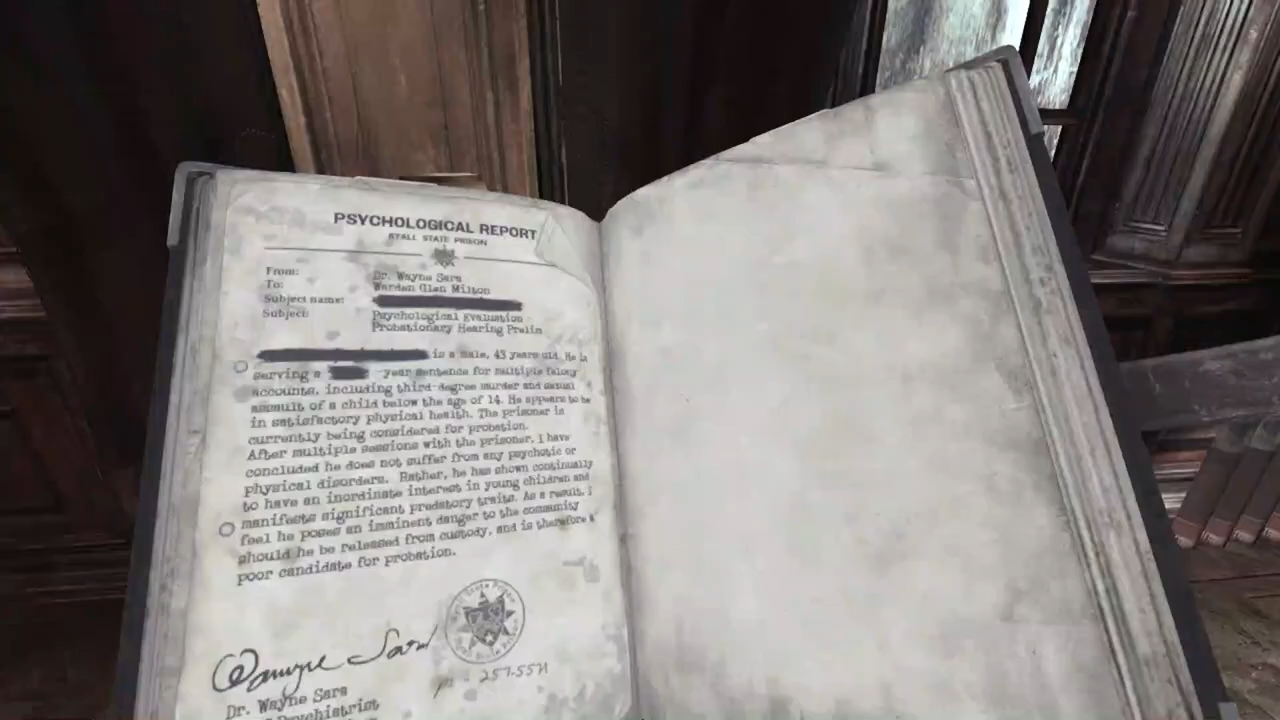 PSYCHOLOGICAL REPORT
RYALL STATE PRISON
From: Dr. Wayne Sara
To: Warden Glen Milton
Subject name:
Subject: Psychological Evaluation
Probationary Hearing Prelim
is a male, 43 years old. He is
serving a -year sentence for multiple felony
accounts, including third-degree murder and sexual
assault of a child below the age of 14. He appears to be
in satisfactory physical health. The prisoner is
currently being considered for probation.
After multiple sessions with the prisoner, I have
concluded he does not suffer from any psychotic or
physical disorders. Rather, he has shown continually
to have an inordinate interest in young children and
manifests significant predatory traits. As a result, I
feel he poses an imminent danger to the community
should he be released from custody, and is therefore a
poor candidate for probation.
Dr. Wayne Sara
Psychiatrist